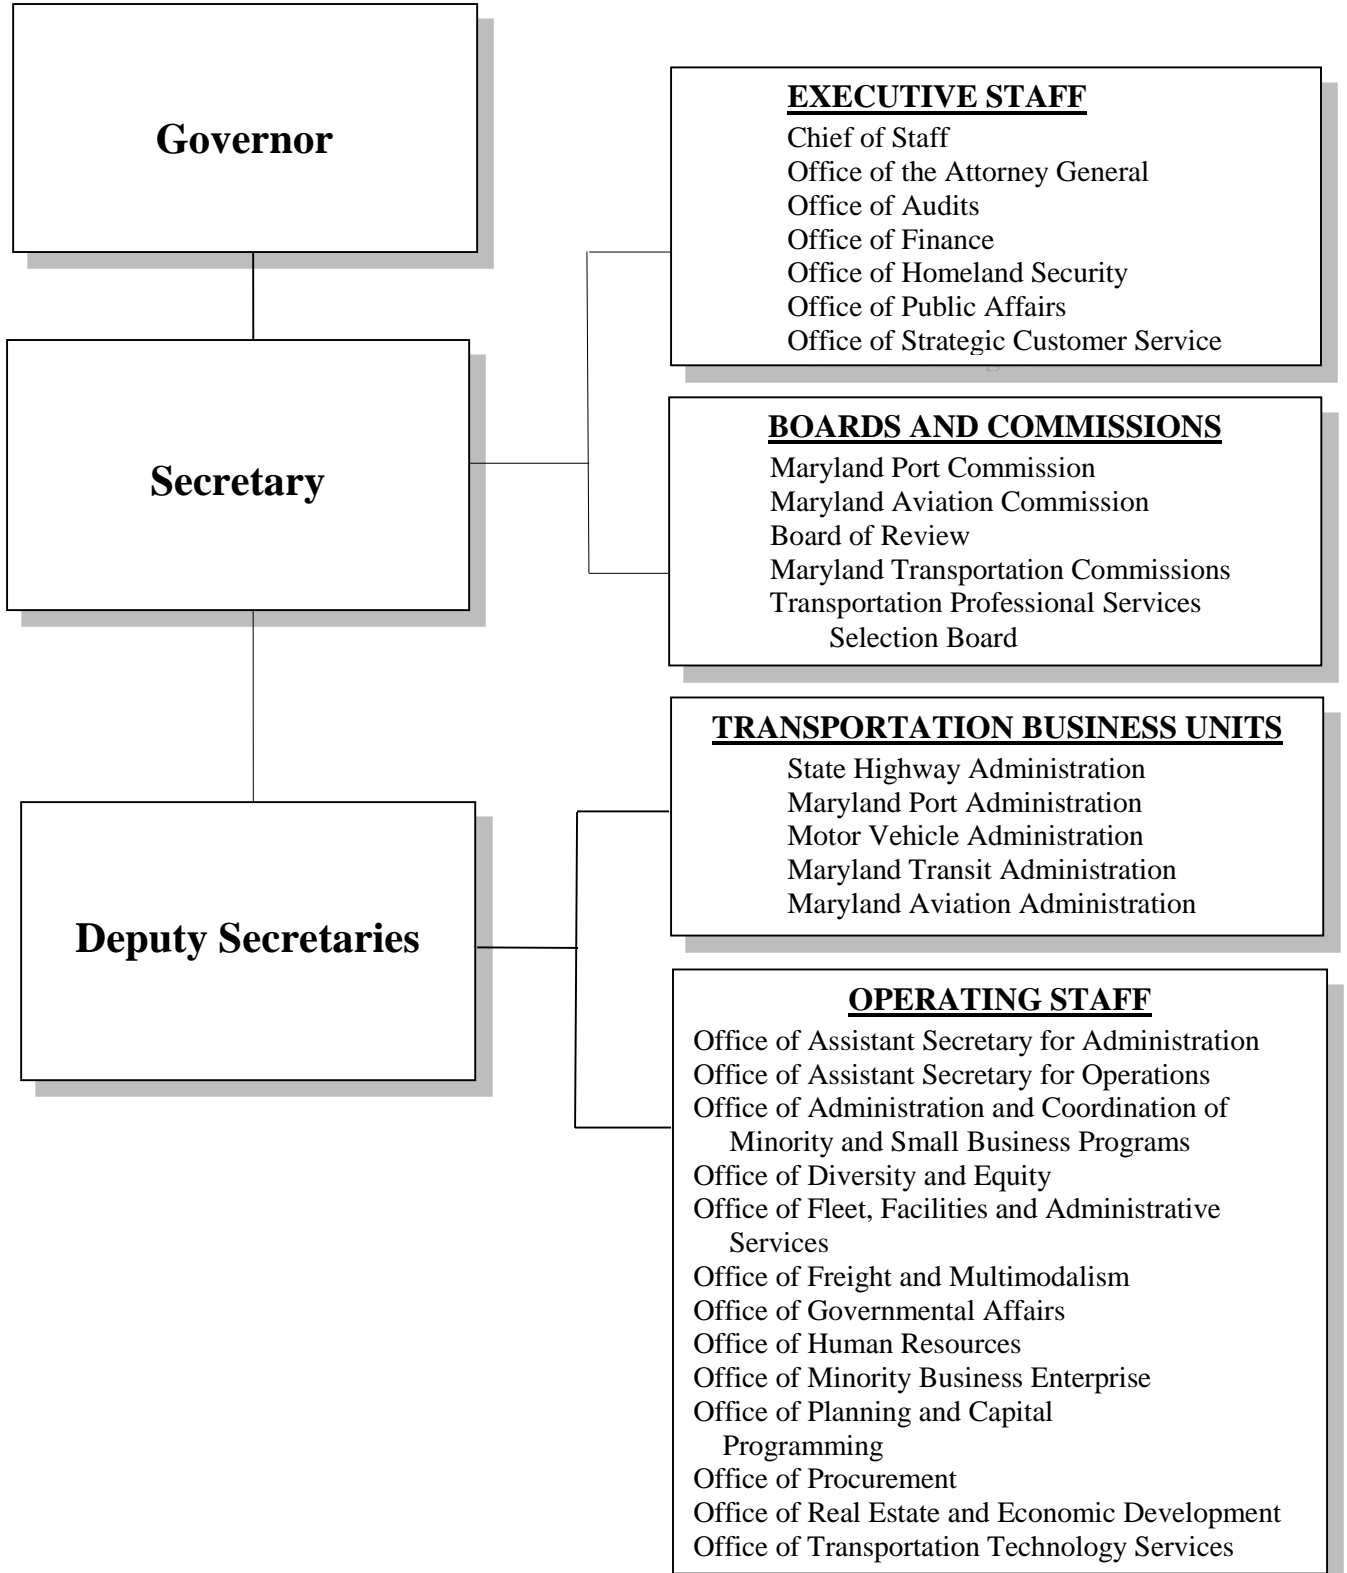 Governor
EXECUTIVE STAFF
Chief of Staff
Office of the Attorney General
Office of Audits
Office of Finance
Office of Homeland Security
Office of Public Affairs
Office of Strategic Customer Service
Secretary
BOARDS AND COMMISSIONS
Maryland Port Commission
Maryland Aviation Commission
Board of Review
Maryland Transportation Commissions
Transportation Professional Services
Selection Board
TRANSPORTATION BUSINESS UNITS
State Highway Administration
Maryland Port Administration
Motor Vehicle Administration
Maryland Transit Administration
Maryland Aviation Administration
Deputy Secretaries
OPERATING STAFF
Office of Assistant Secretary for Administration
Office of Assistant Secretary for Operations
Office of Administration and Coordination of
Minority and Small Business Programs
Office of Diversity and Equity
Office of Fleet, Facilities and Administrative
Services
Office of Freight and Multimodalism
Office of Governmental Affairs
Office of Human Resources
Office of Minority Business Enterprise
Office of Planning and Capital
Programming
Office of Procurement
Office of Real Estate and Economic Development
Office of Transportation Technology Services